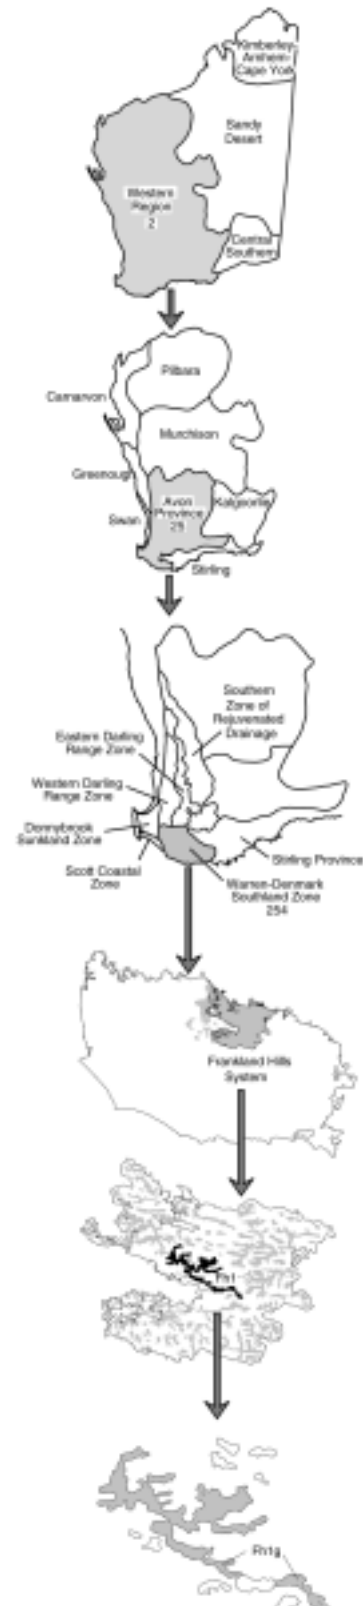 Kimberley-
Arnhem-
Cape York
Sandy
Desert
Western
Region
2
Central
Southern
Pilbara
Carnarvon
Murchison
Greenough
Avon
Province
25
Kalgoorlie
Swan
Stirling
Southern
Zone of
Rejuvenated
Drainage
Eastern Darling
Range Zone
Western Darling
Range Zone
Donnybrook
Sunkland Zone
Scott Coastal
Zone
Stirling Province
Warren-Denmark
Southland Zone
254
Frankland Hills
System
Fh1
Fh1g